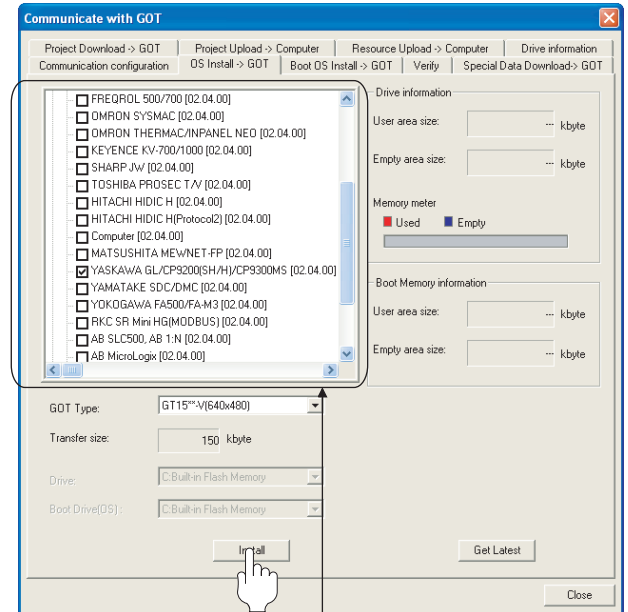 Communicate with GOT
Project Download -> GOT
Project Upload -> Computer
Resource Upload -> Computer
Drive information
Communication configuration
OS Install -> GOT
Boot OS Install -> GOT
Verify
Special Data Download-> GOT
FREQROL 500/700 [02.04.00]
OMRON SYSMAC [02.04.00]
OMRON THERMAC/INPANEL NEO [02.04.00]
KEYENCE KV-700/1000 [02.04.00]
SHARP JW [02.04.00]
TOSHIBA PROSEC T/V [02.04.00]
HITACHI HIDIC H [02.04.00]
HITACHI HIDIC H(Protocol2) [02.04.00]
Computer [02.04.00]
MATSUSHITA MEWNET-FP [02.04.00]
YASKAWA GL/CP9200(SH/H)/CP9300MS [02.04.00]
YAMATAKE SDC/DMC [02.04.00]
YOKOGAWA FA500/FA-M3 [02.04.00]
RKC SR Mini HG(MODBUS) [02.04.00]
AB SLC500, AB 1:N [02.04.00]
AB MicroLogix [02.04.00]
Drive information
User area size: --- kbyte
Empty area size: --- kbyte
Memory meter
Used Empty
Boot Memory information
User area size: --- kbyte
Empty area size: --- kbyte
GOT Type: GT15**-V(640x480)
Transfer size: 150 kbyte
Drive: C:Built-in Flash Memory
Boot Drive(OS) : C:Built-in Flash Memory
Install
Get Latest
Close